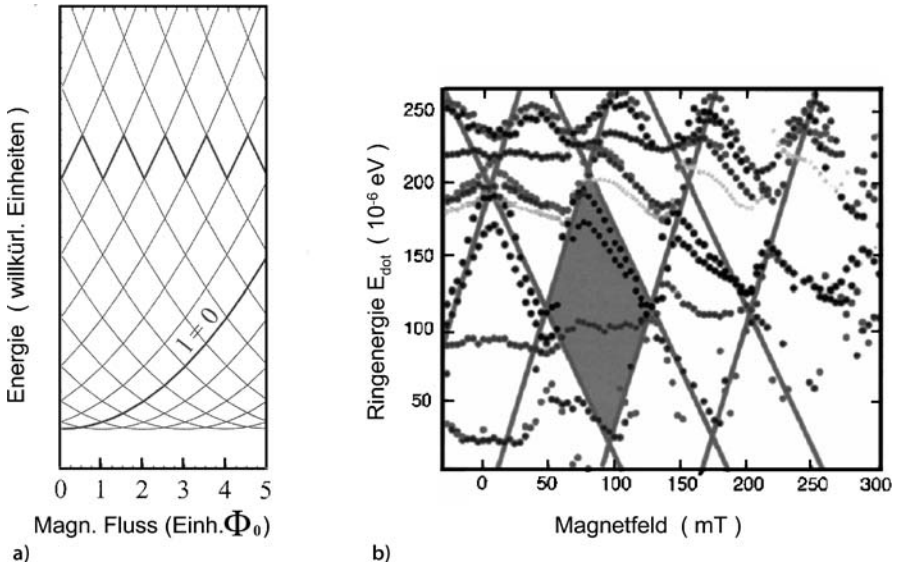 Energie ( willkürl. Einheiten )
l = 0
0 1 2 3 4 5
Magn. Fluss (Einh. Φ₀)
a)
Ringenergie E_dot ( 10⁻⁶ eV )
250
200
150
100
50
0 50 100 150 200 250 300
Magnetfeld ( mT )
b)